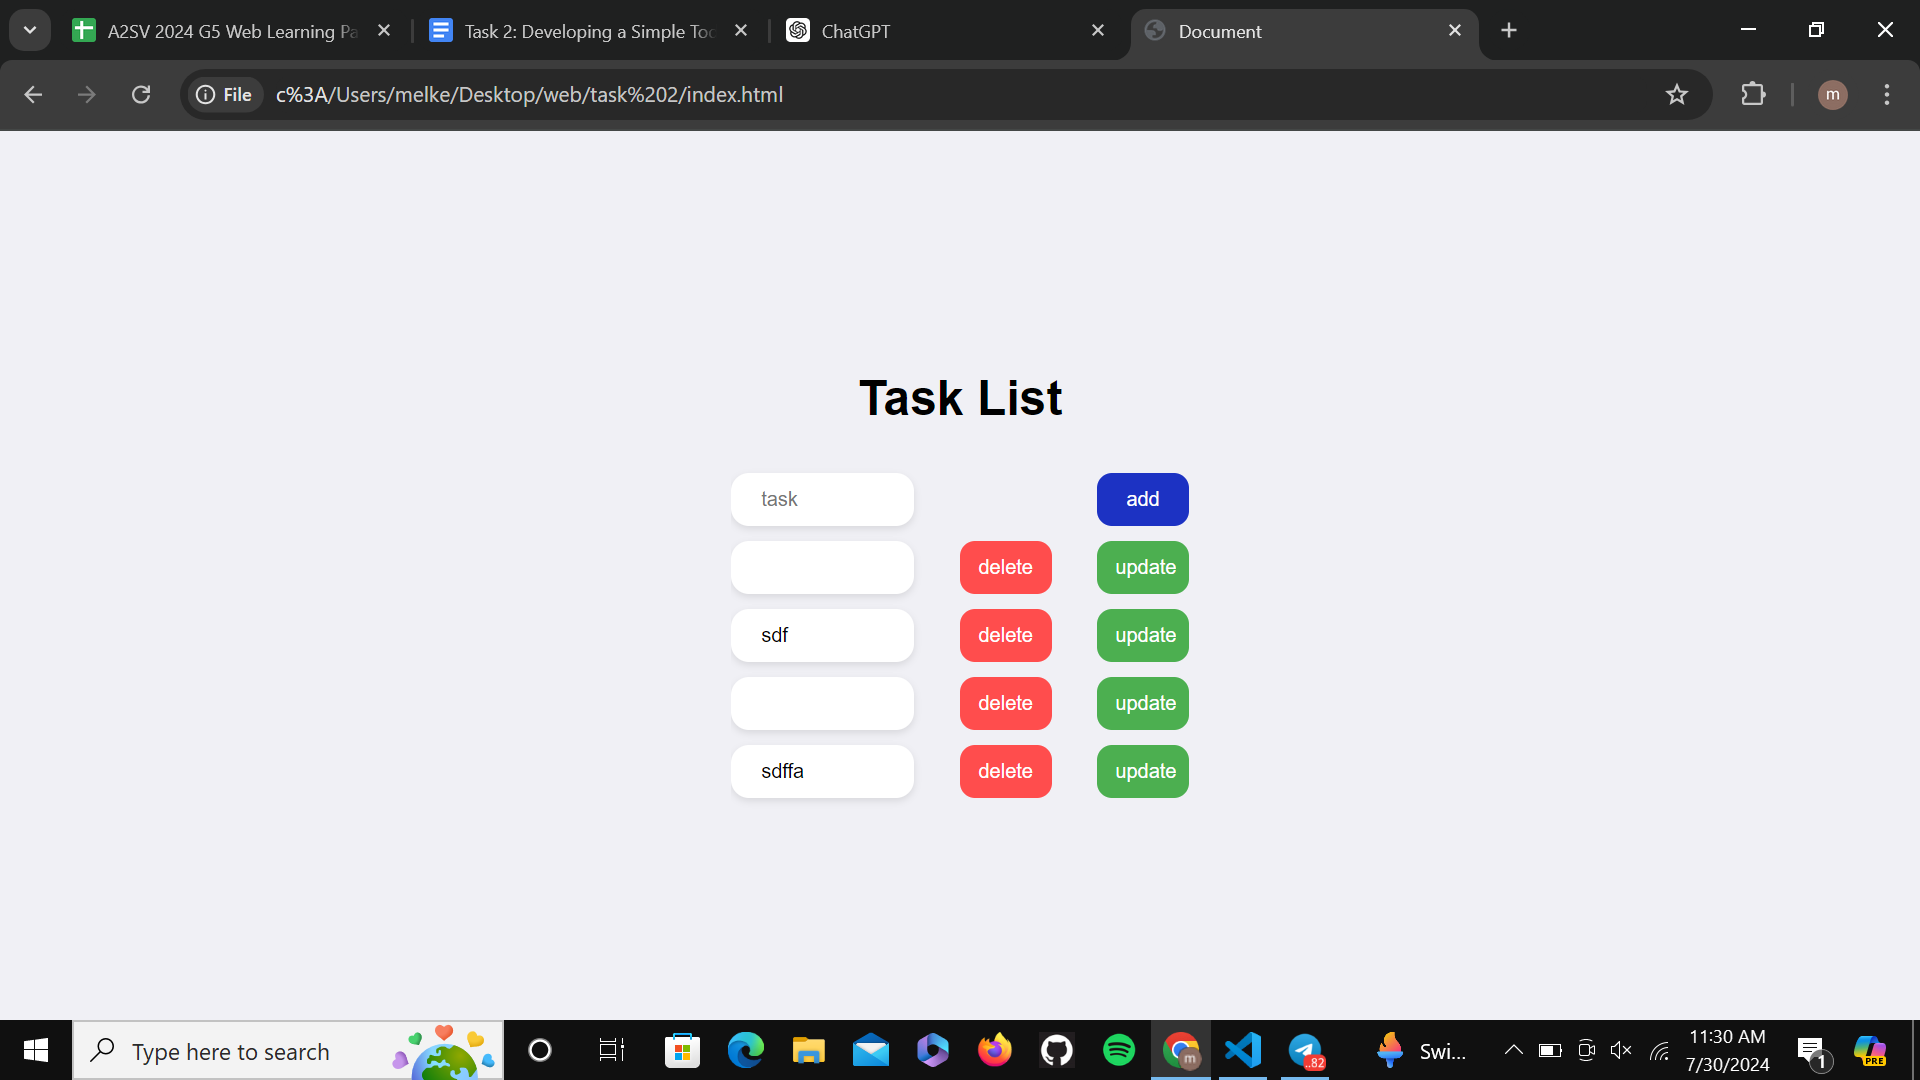 A2SV 2024 G5 Web Learning Pa
Task 2: Developing a Simple Too
ChatGPT
Document
File
c%3A/Users/melke/Desktop/web/task%202/index.html
m
Task List
task
add
delete
update
sdf
delete
update
delete
update
sdffa
delete
update
Type here to search
m
..82
Swi...
11:30 AM
7/30/2024
1
PRE